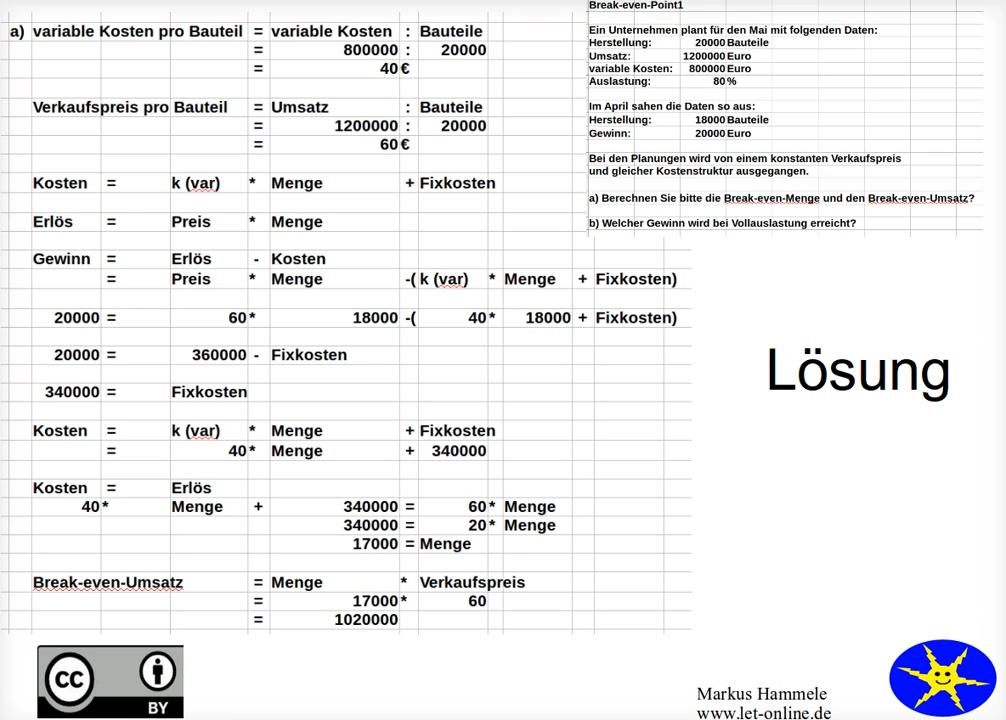 a) variable Kosten pro Bauteil = variable Kosten : Bauteile
= 800000 : 20000
= 40 €
Verkaufspreis pro Bauteil = Umsatz : Bauteile
= 1200000 : 20000
= 60 €
Kosten = k (var) * Menge + Fixkosten
Erlös = Preis * Menge
Gewinn = Erlös - Kosten
= Preis * Menge -( k (var) * Menge + Fixkosten)
20000 = 60 * 18000 -( 40 * 18000 + Fixkosten)
20000 = 360000 - Fixkosten
340000 = Fixkosten
Kosten = k (var) * Menge + Fixkosten
= 40 * Menge + 340000
Kosten = Erlös
40 * Menge + 340000 = 60 * Menge
340000 = 20 * Menge
17000 = Menge
Break-even-Umsatz = Menge * Verkaufspreis
= 17000 * 60
= 1020000
Break-even-Point1
Ein Unternehmen plant für den Mai mit folgenden Daten:
Herstellung: 20000 Bauteile
Umsatz: 1200000 Euro
variable Kosten: 800000 Euro
Auslastung: 80 %
Im April sahen die Daten so aus:
Herstellung: 18000 Bauteile
Gewinn: 20000 Euro
Bei den Planungen wird von einem konstanten Verkaufspreis
und gleicher Kostenstruktur ausgegangen.
a) Berechnen Sie bitte die Break-even-Menge und den Break-even-Umsatz?
b) Welcher Gewinn wird bei Vollauslastung erreicht?
Lösung
cc
BY
Markus Hammele
www.let-online.de